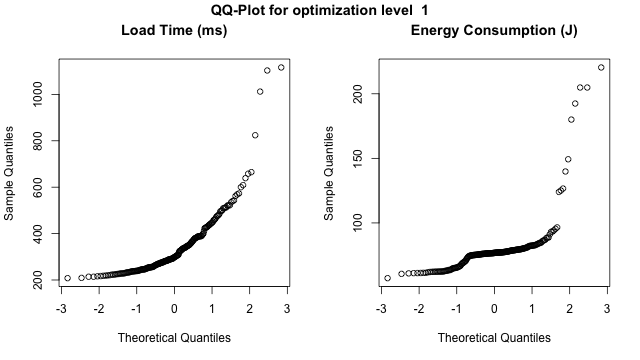 QQ-Plot for optimization level  1
Load Time (ms)
Sample Quantiles
200 400 600 800 1000
-3 -2 -1 0 1 2 3
Theoretical Quantiles
Energy Consumption (J)
Sample Quantiles
100 150 200
-3 -2 -1 0 1 2 3
Theoretical Quantiles